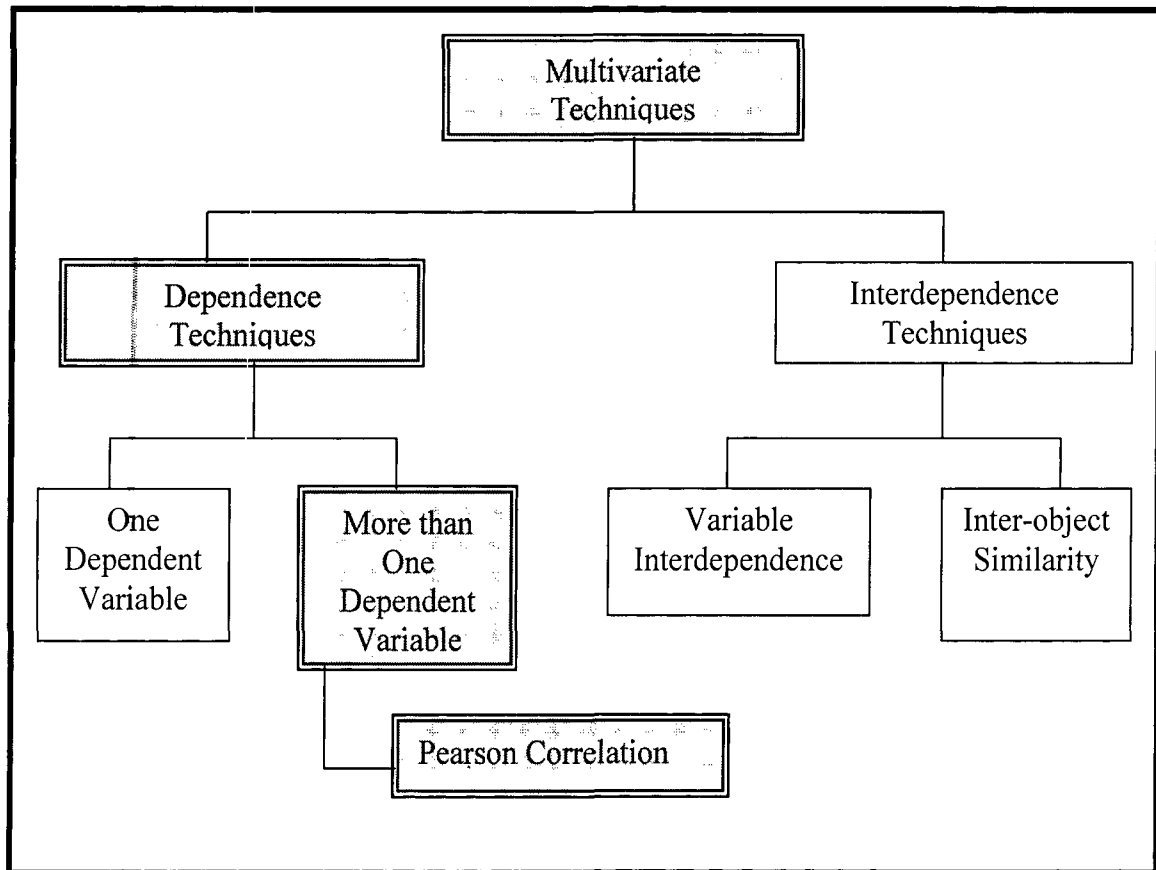 Multivariate
Techniques
Dependence
Techniques
Interdependence
Techniques
One
Dependent
Variable
More than
One
Dependent
Variable
Variable
Interdependence
Inter-object
Similarity
Pearson Correlation